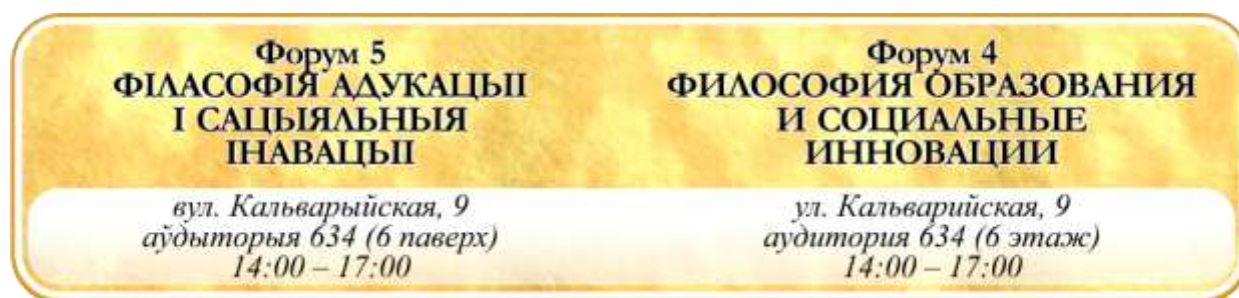 Форум 5
ФІЛАСОФІЯ АДУКАЦЫІ
І САЦЫЯЛЬНЫЯ
ІНАВАЦЫІ
вул. Кальварыйская, 9
аўдыторыя 634 (6 паверх)
14:00 – 17:00
Форум 4
ФИЛОСОФИЯ ОБРАЗОВАНИЯ
И СОЦИАЛЬНЫЕ
ИННОВАЦИИ
ул. Кальварийская, 9
аудитория 634 (6 этаж)
14:00 – 17:00